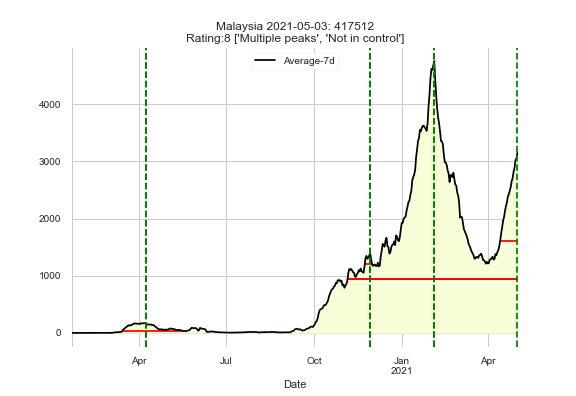 Malaysia 2021-05-03: 417512
Rating:8 ['Multiple peaks', 'Not in control']
Average-7d
4000
3000
2000
1000
0
Apr
Jul
Oct
Jan
2021
Apr
Date